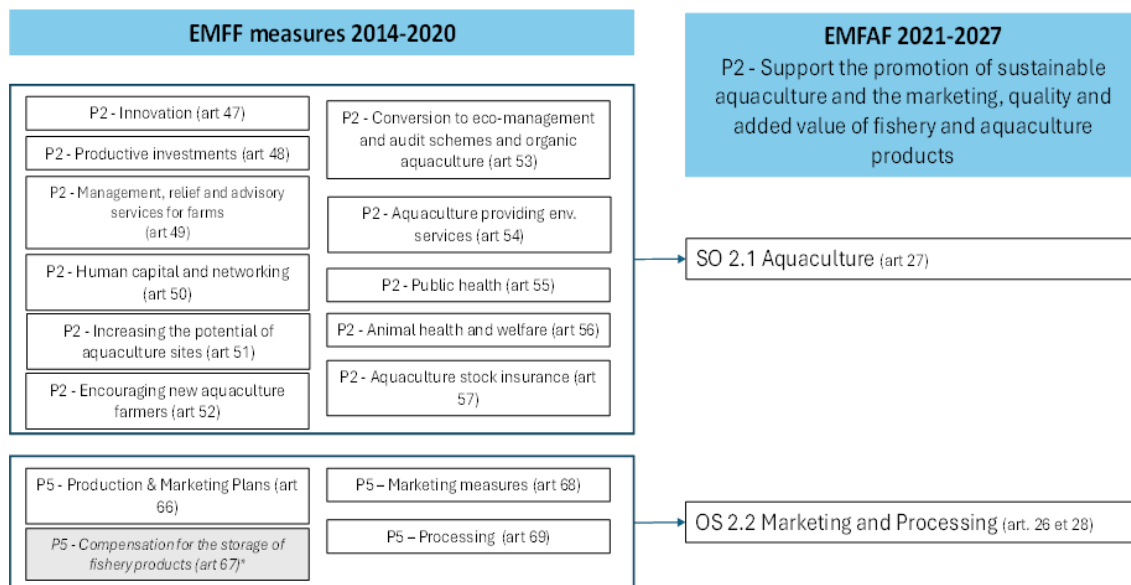 EMFF measures 2014-2020
EMFAF 2021-2027
P2 - Support the promotion of sustainable
aquaculture and the marketing, quality and
added value of fishery and aquaculture
products
P2 - Innovation (art 47)
P2 - Productive investments (art 48)
P2 - Management, relief and advisory
services for farms
(art 49)
P2 - Human capital and networking
(art 50)
P2 - Increasing the potential of
aquaculture sites (art 51)
P2 - Encouraging new aquaculture
farmers (art 52)
P2 - Conversion to eco-management
and audit schemes and organic
aquaculture (art 53)
P2 - Aquaculture providing env.
services (art 54)
P2 - Public health (art 55)
P2 - Animal health and welfare (art 56)
P2 - Aquaculture stock insurance (art
57)
SO 2.1 Aquaculture (art 27)
P5 - Production & Marketing Plans (art
66)
P5 - Compensation for the storage of
fishery products (art 67)*
P5 – Marketing measures (art 68)
P5 – Processing (art 69)
OS 2.2 Marketing and Processing (art. 26 et 28)